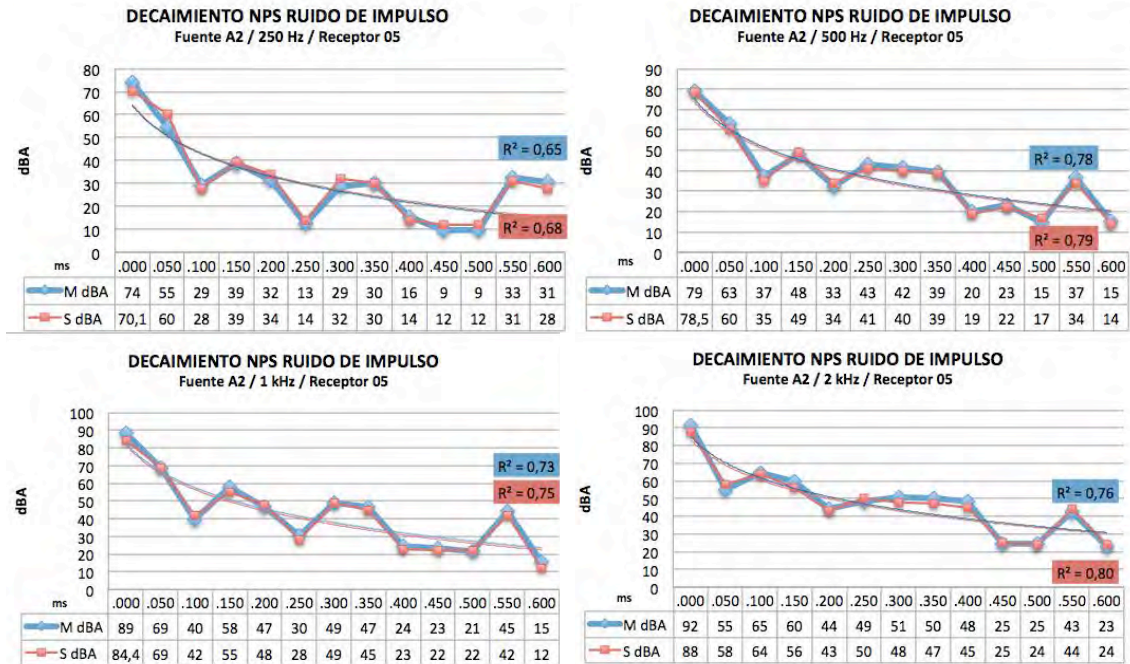 DECAIMIENTO NPS RUIDO DE IMPULSO
Fuente A2 / 250 Hz / Receptor 05
80
70
60
50
40
30
20
10
0
dBA
R² = 0,65
R² = 0,68
ms .000 .050 .100 .150 .200 .250 .300 .350 .400 .450 .500 .550 .600
M dBA 74 55 29 39 32 13 29 30 16 9 9 33 31
S dBA 70,1 60 28 39 34 14 32 30 14 12 12 31 28
DECAIMIENTO NPS RUIDO DE IMPULSO
Fuente A2 / 500 Hz / Receptor 05
90
80
70
60
50
40
30
20
10
0
dBA
R² = 0,78
R² = 0,79
ms .000 .050 .100 .150 .200 .250 .300 .350 .400 .450 .500 .550 .600
M dBA 79 63 37 48 33 43 42 39 20 23 15 37 15
S dBA 78,5 60 35 49 34 41 40 39 19 22 17 34 14
DECAIMIENTO NPS RUIDO DE IMPULSO
Fuente A2 / 1 kHz / Receptor 05
100
90
80
70
60
50
40
30
20
10
0
dBA
R² = 0,73
R² = 0,75
ms .000 .050 .100 .150 .200 .250 .300 .350 .400 .450 .500 .550 .600
M dBA 89 69 40 58 47 30 49 47 24 23 21 45 15
S dBA 84,4 69 42 55 48 28 49 45 23 22 22 42 12
DECAIMIENTO NPS RUIDO DE IMPULSO
Fuente A2 / 2 kHz / Receptor 05
100
90
80
70
60
50
40
30
20
10
0
dBA
R² = 0,76
R² = 0,80
ms .000 .050 .100 .150 .200 .250 .300 .350 .400 .450 .500 .550 .600
M dBA 92 55 65 60 44 49 51 50 48 25 25 43 23
S dBA 88 58 64 56 43 50 48 47 45 25 24 44 24